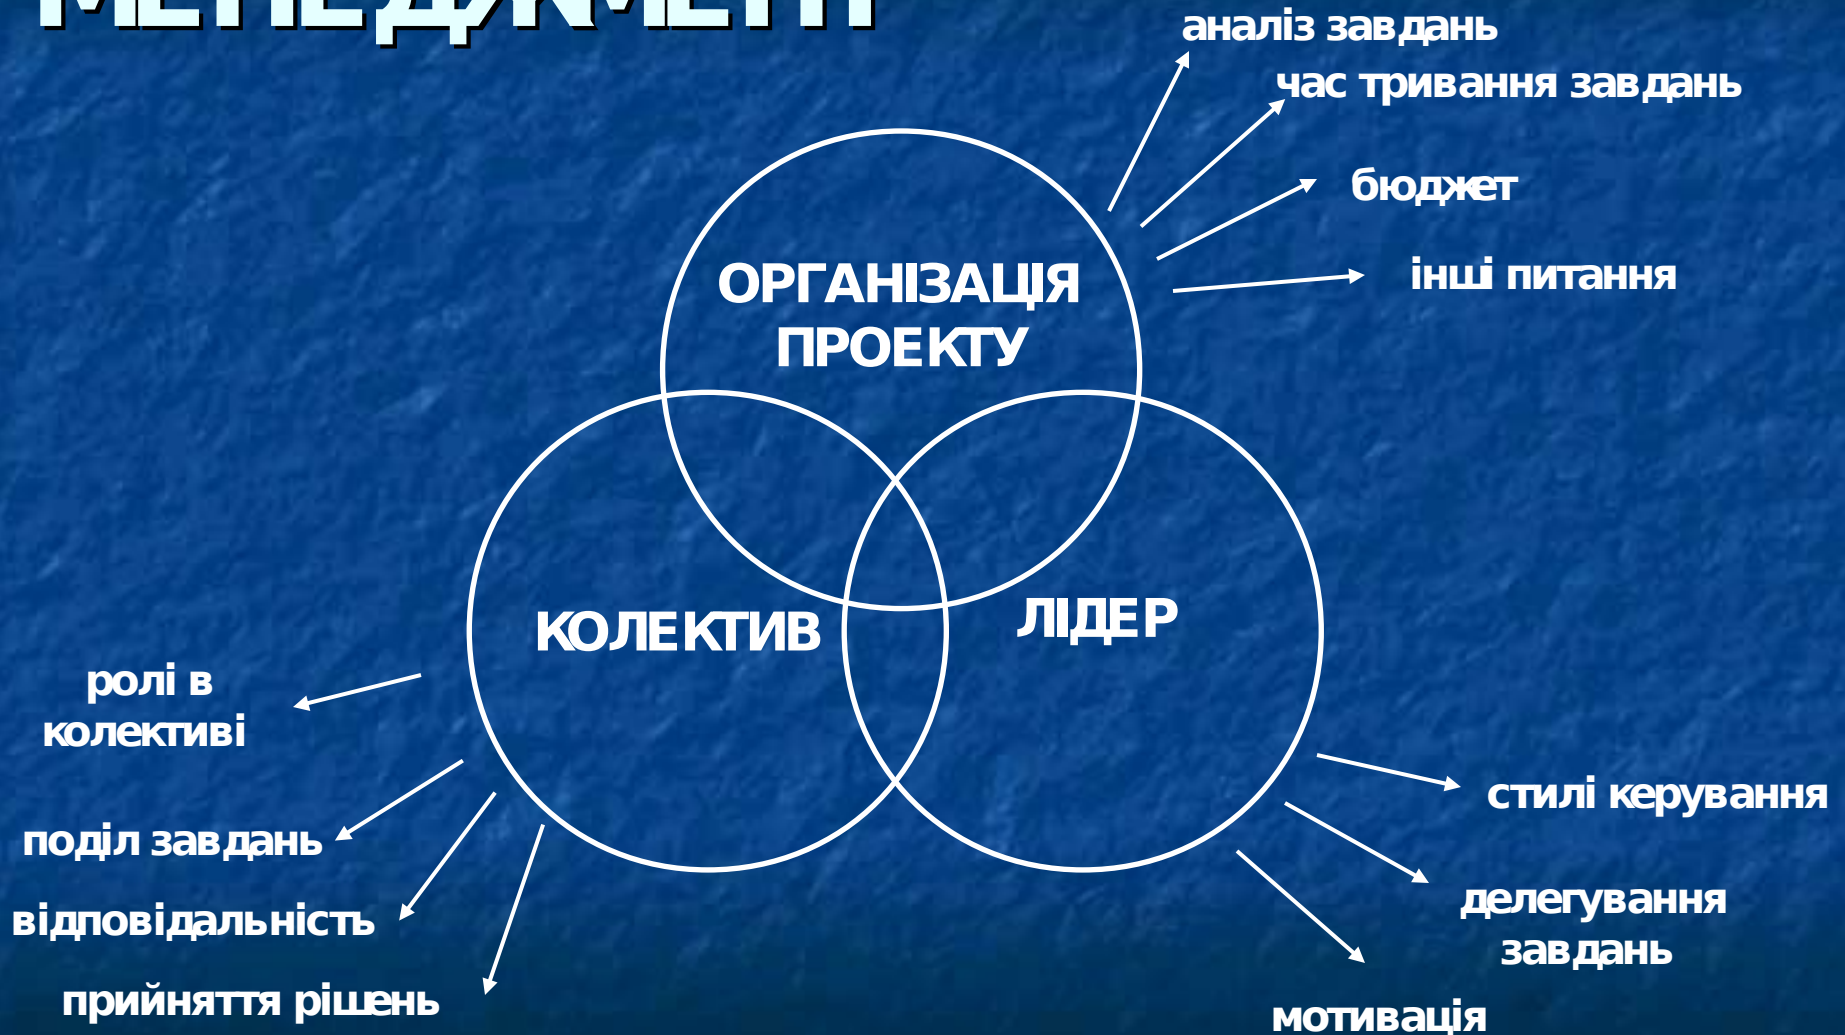 МЕНЕДЖМЕНТ
аналіз завдань
час тривання завдань
бюджет
інші питання
ОРГАНІЗАЦІЯ
ПРОЕКТУ
КОЛЕКТИВ
ЛІДЕР
ролі в
колективі
поділ завдань
відповідальність
прийняття рішень
стилі керування
делегування
завдань
мотивація